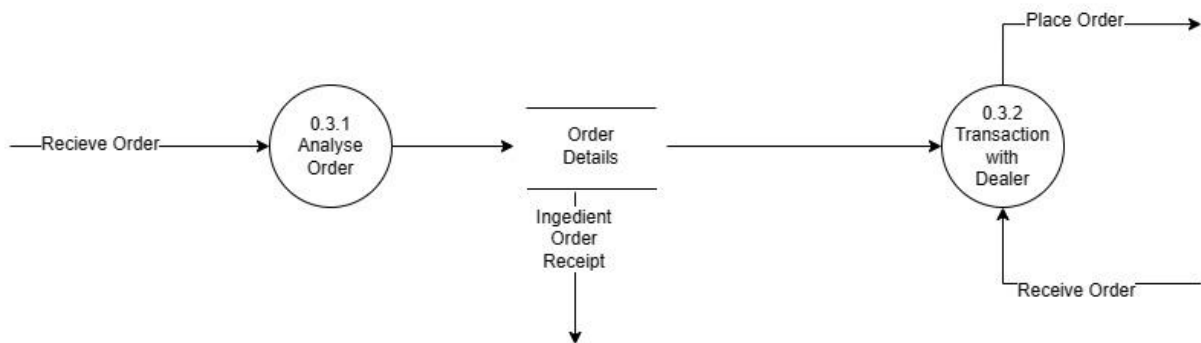 Place Order
Recieve Order
0.3.1
Analyse
Order
Order
Details
0.3.2
Transaction
with
Dealer
Ingedient
Order
Receipt
Receive Order